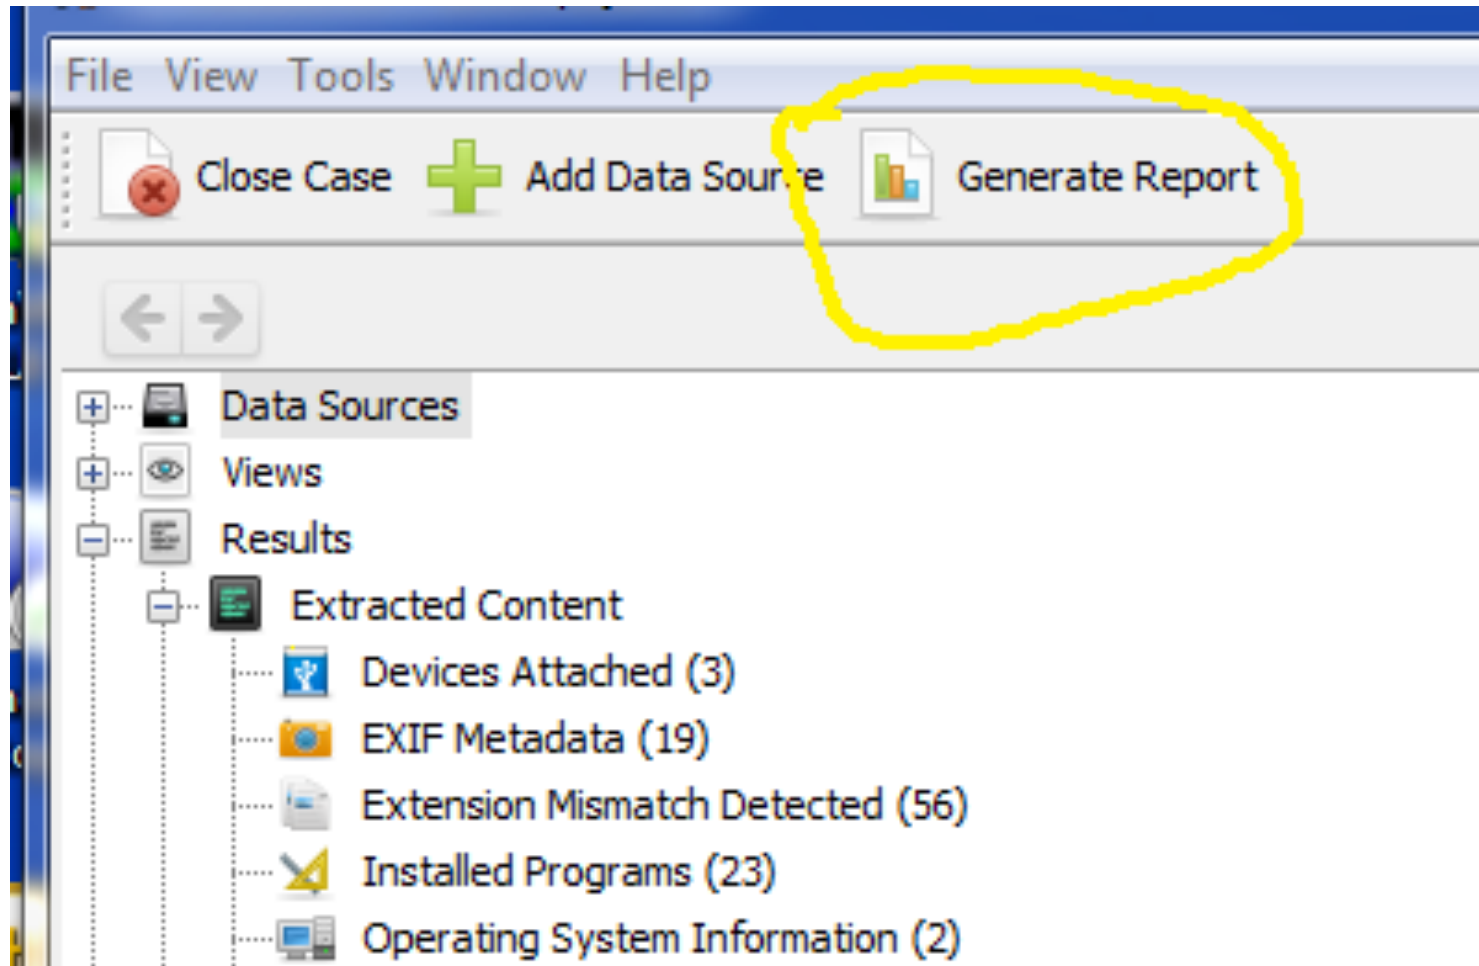 File View Tools Window Help
Close Case Add Data Source Generate Report
Data Sources
Views
Results
Extracted Content
Devices Attached (3)
EXIF Metadata (19)
Extension Mismatch Detected (56)
Installed Programs (23)
Operating System Information (2)